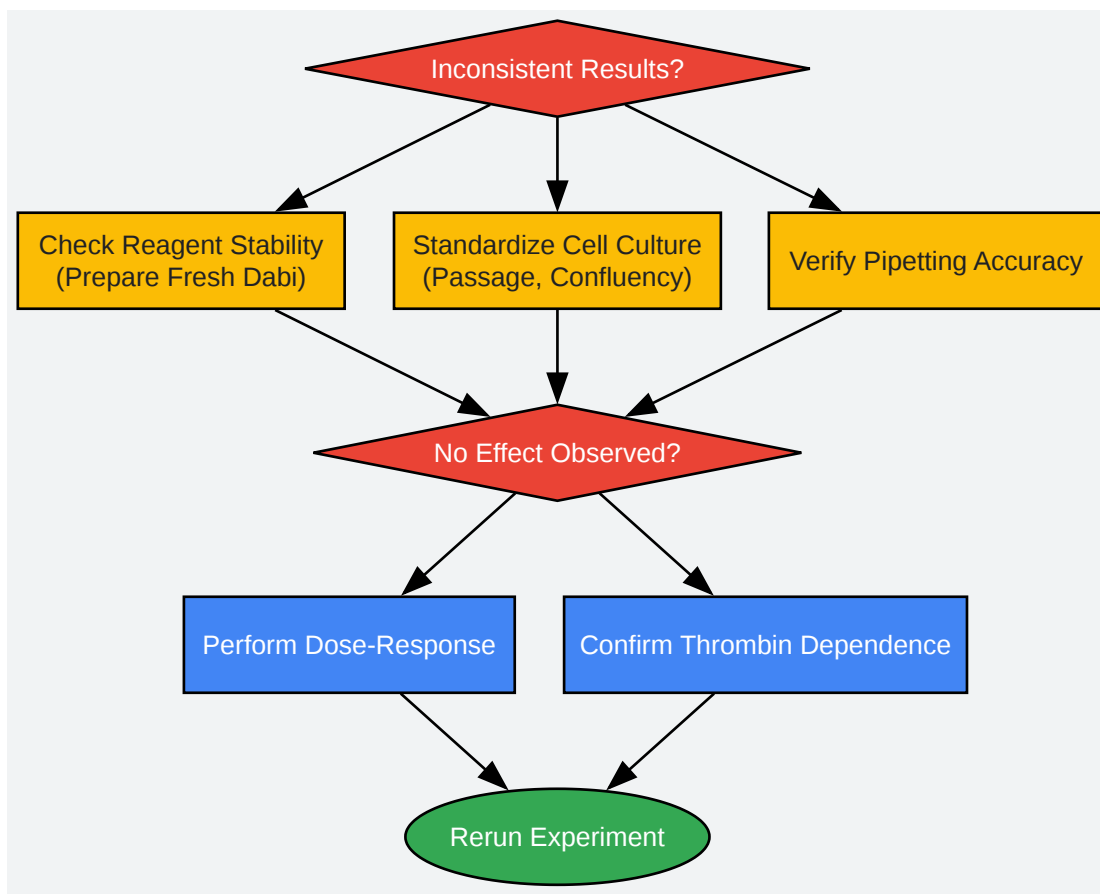 Inconsistent Results?
Check Reagent Stability
(Prepare Fresh Dabi)
Standardize Cell Culture
(Passage, Confluency)
Verify Pipetting Accuracy
No Effect Observed?
Perform Dose-Response
Confirm Thrombin Dependence
Rerun Experiment